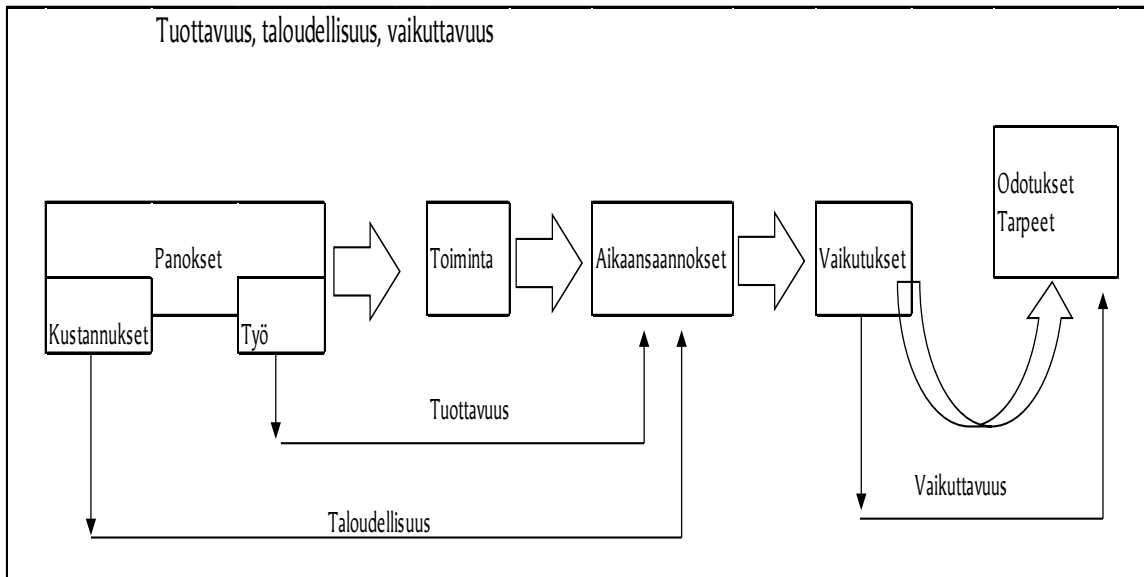 Tuottavuus, taloudellisuus, vaikuttavuus
Odotukset
Tarpeet
Panokset
Toiminta
Aikaansaannokset
Vaikutukset
Kustannukset
Työ
Tuottavuus
Vaikuttavuus
Taloudellisuus